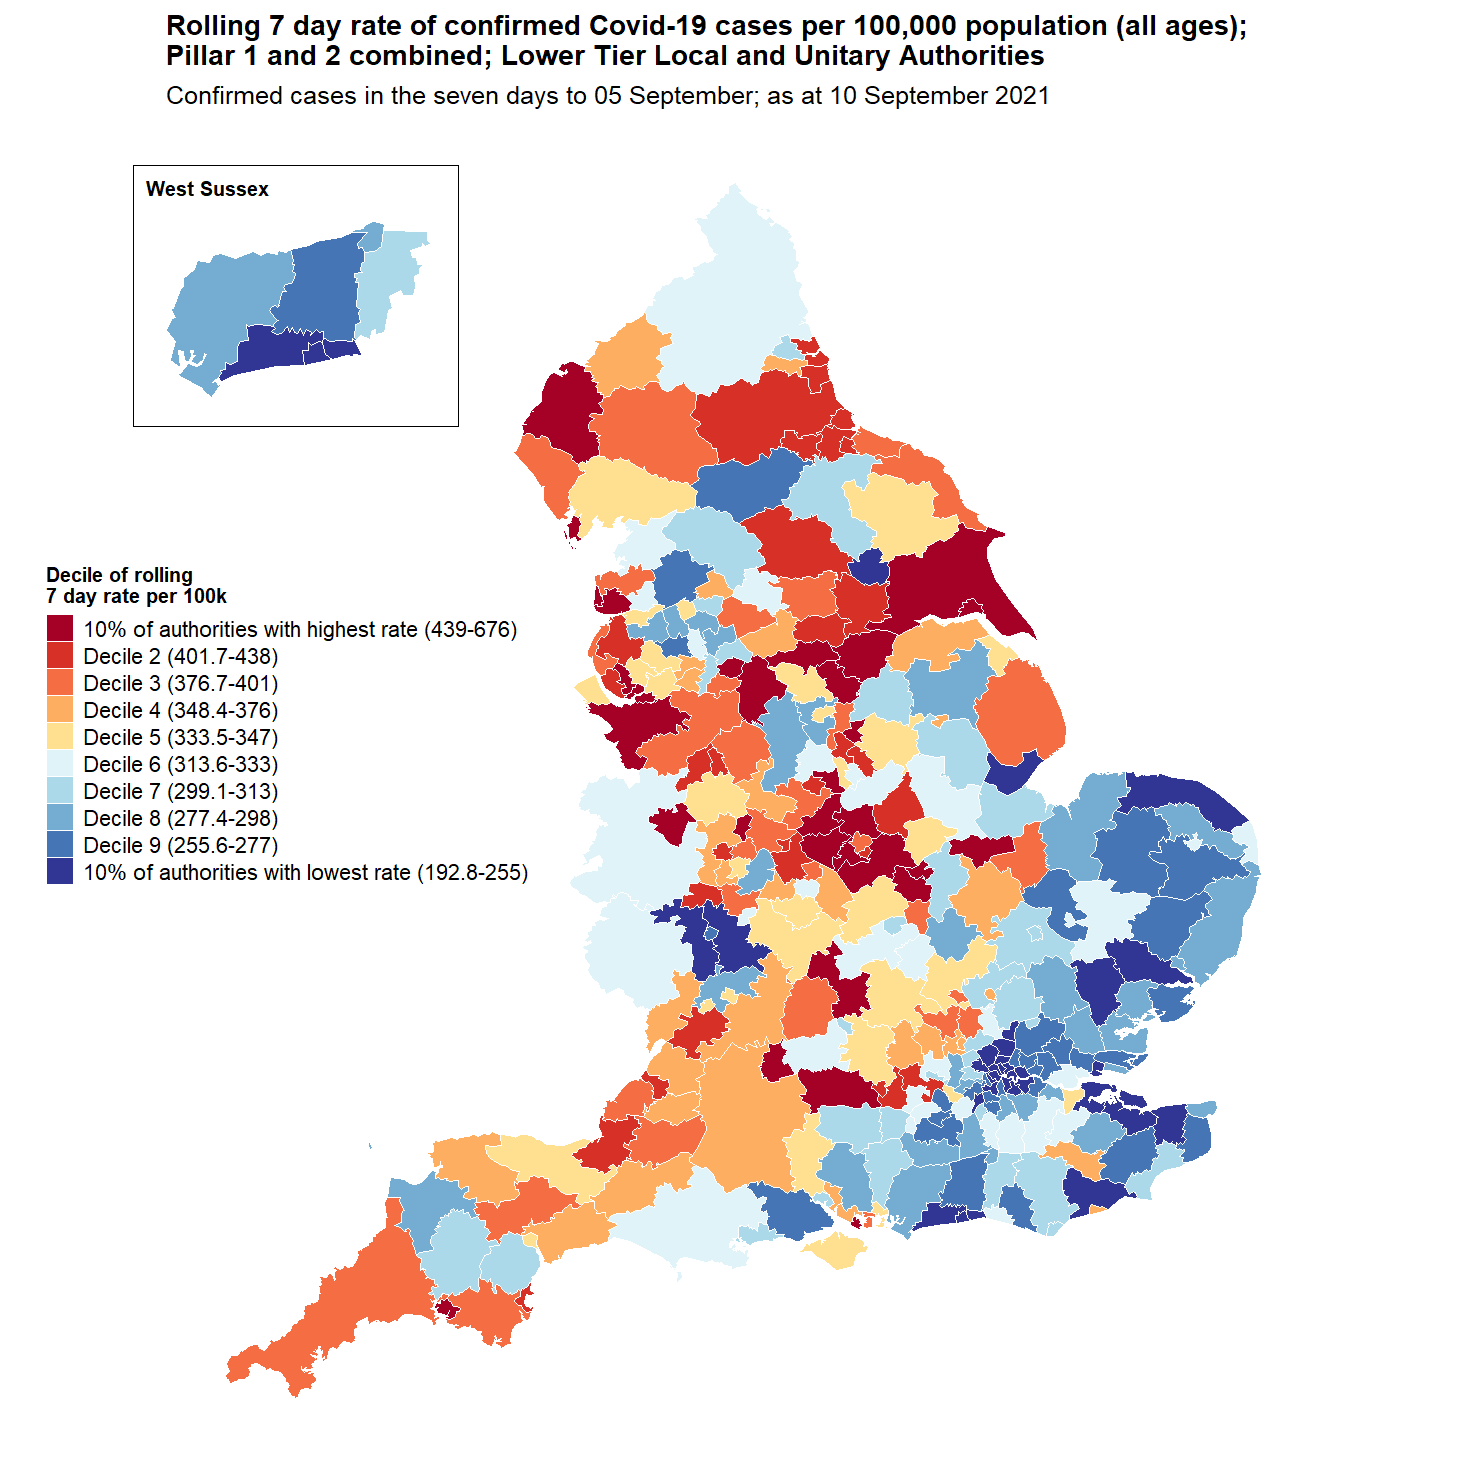 Rolling 7 day rate of confirmed Covid-19 cases per 100,000 population (all ages);
Pillar 1 and 2 combined; Lower Tier Local and Unitary Authorities
Confirmed cases in the seven days to 05 September; as at 10 September 2021
West Sussex
Decile of rolling
7 day rate per 100k
10% of authorities with highest rate (439-676)
Decile 2 (401.7-438)
Decile 3 (376.7-401)
Decile 4 (348.4-376)
Decile 5 (333.5-347)
Decile 6 (313.6-333)
Decile 7 (299.1-313)
Decile 8 (277.4-298)
Decile 9 (255.6-277)
10% of authorities with lowest rate (192.8-255)